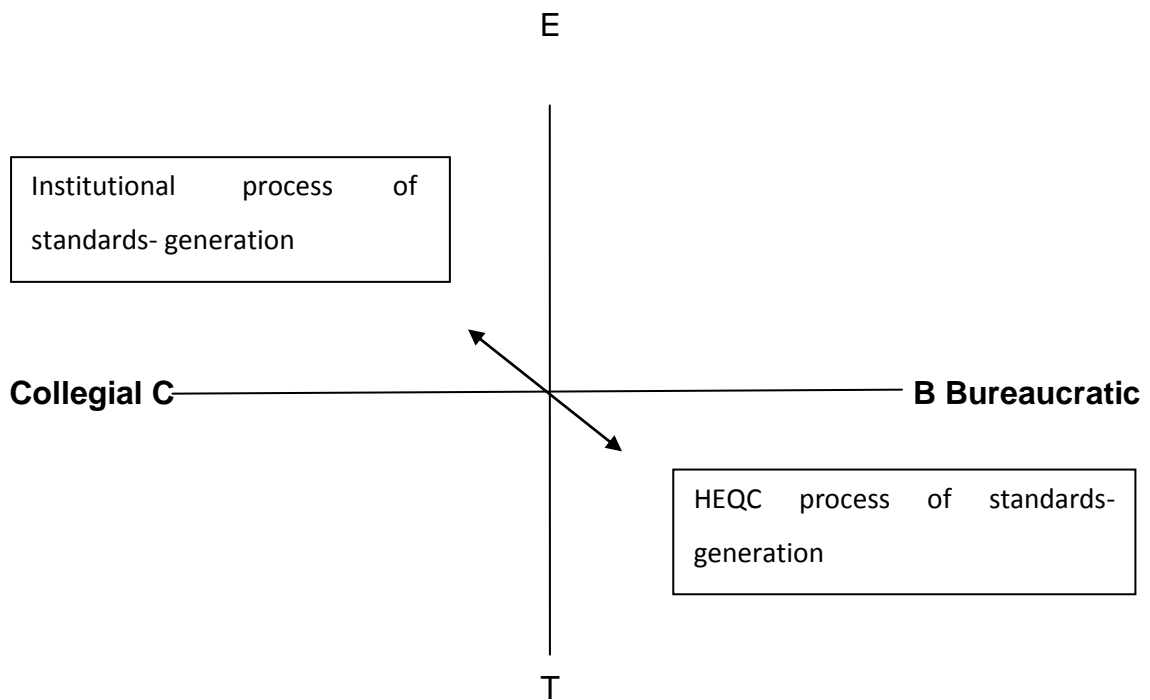 E
Institutional process of
standards- generation
Collegial C
B Bureaucratic
HEQC process of standards-
generation
T